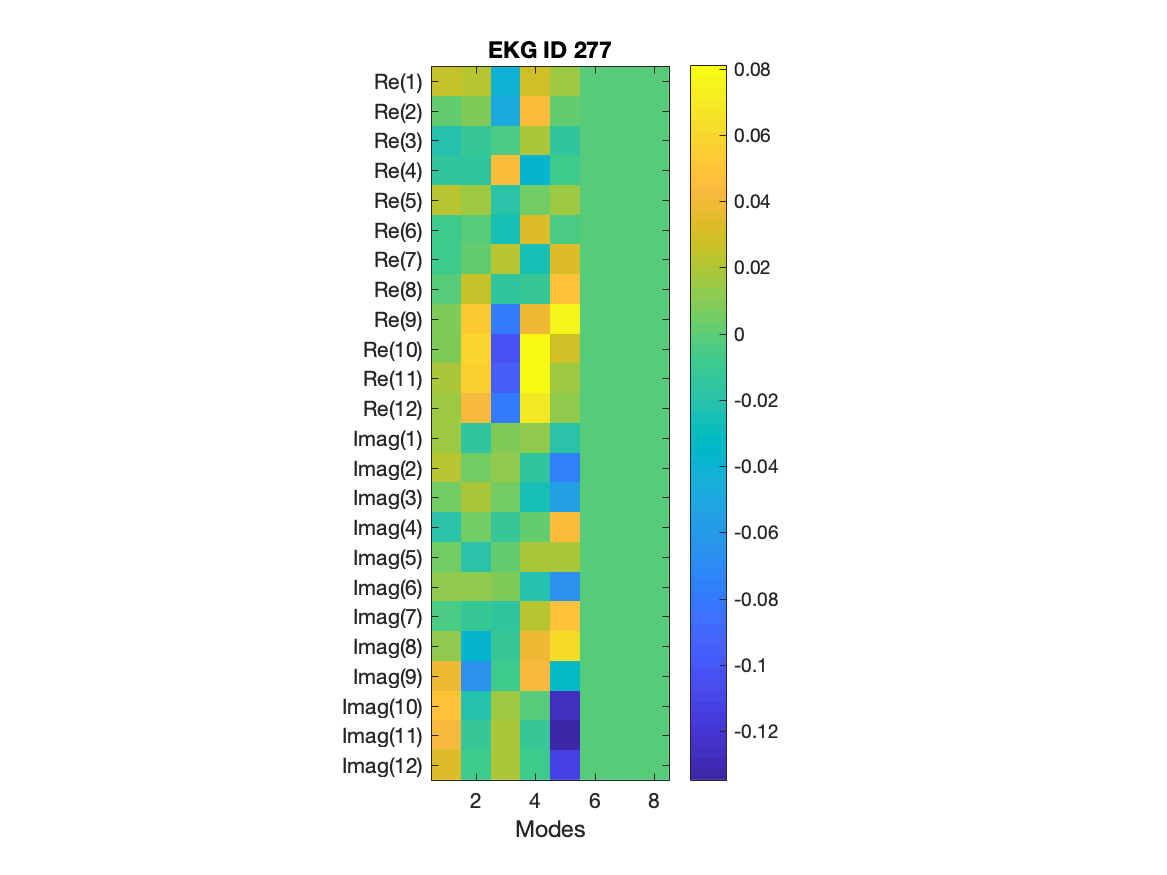 EKG ID 277
Re(1)
Re(2)
Re(3)
Re(4)
Re(5)
Re(6)
Re(7)
Re(8)
Re(9)
Re(10)
Re(11)
Re(12)
Imag(1)
Imag(2)
Imag(3)
Imag(4)
Imag(5)
Imag(6)
Imag(7)
Imag(8)
Imag(9)
Imag(10)
Imag(11)
Imag(12)
2 4 6 8
Modes
0.08
0.06
0.04
0.02
0
-0.02
-0.04
-0.06
-0.08
-0.1
-0.12